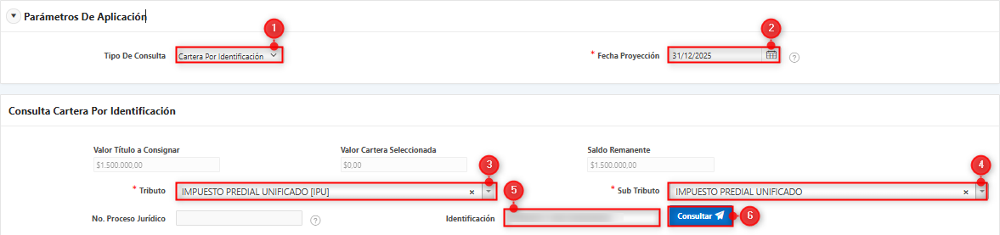 Parámetros De Aplicación
1
2
Tipo De Consulta Cartera Por Identificación * Fecha Proyección 31/12/2025 ?
Consulta Cartera Por Identificación
Valor Título a Consignar Valor Cartera Seleccionada Saldo Remanente
$1.500.000,00 $0,00 $1.500.000,00
3 4
* Tributo IMPUESTO PREDIAL UNIFICADO [IPU] × 5 * Sub Tributo IMPUESTO PREDIAL UNIFICADO ×
No. Proceso Jurídico ? Identificación Consultar 6